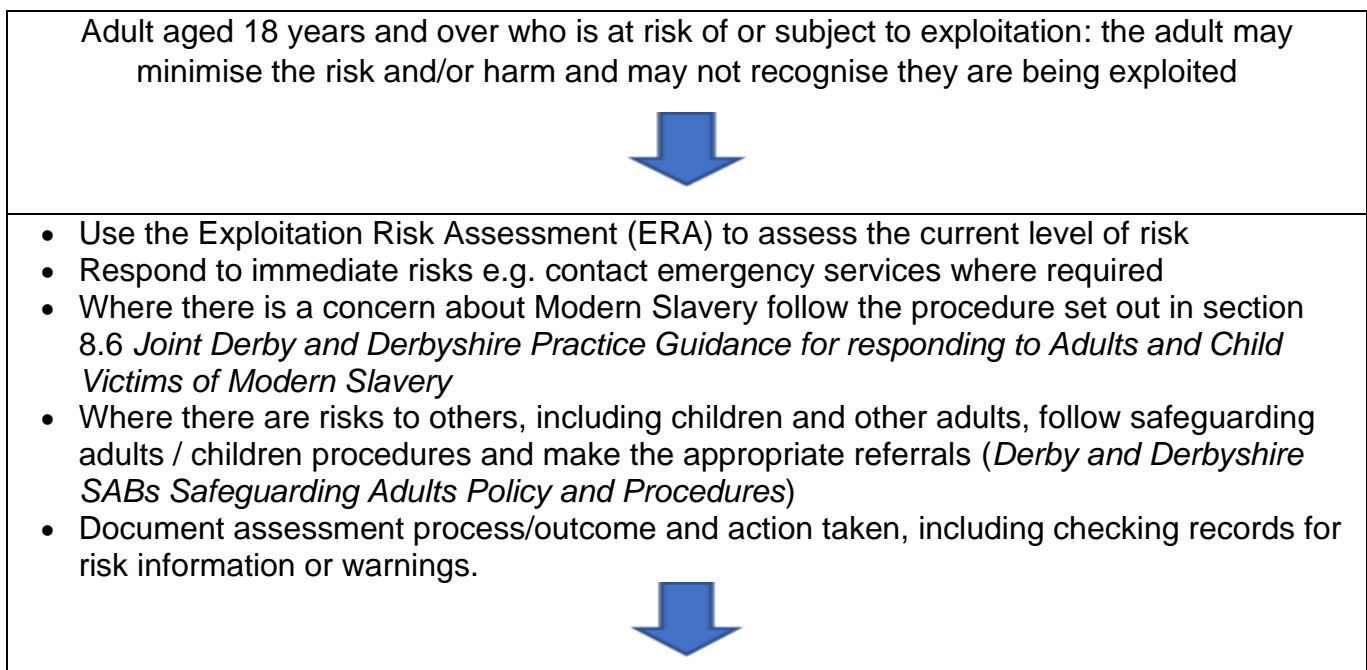 Adult aged 18 years and over who is at risk of or subject to exploitation: the adult may
minimise the risk and/or harm and may not recognise they are being exploited
• Use the Exploitation Risk Assessment (ERA) to assess the current level of risk
• Respond to immediate risks e.g. contact emergency services where required
• Where there is a concern about Modern Slavery follow the procedure set out in section
8.6 Joint Derby and Derbyshire Practice Guidance for responding to Adults and Child
Victims of Modern Slavery
• Where there are risks to others, including children and other adults, follow safeguarding
adults / children procedures and make the appropriate referrals (Derby and Derbyshire
SABs Safeguarding Adults Policy and Procedures)
• Document assessment process/outcome and action taken, including checking records for
risk information or warnings.